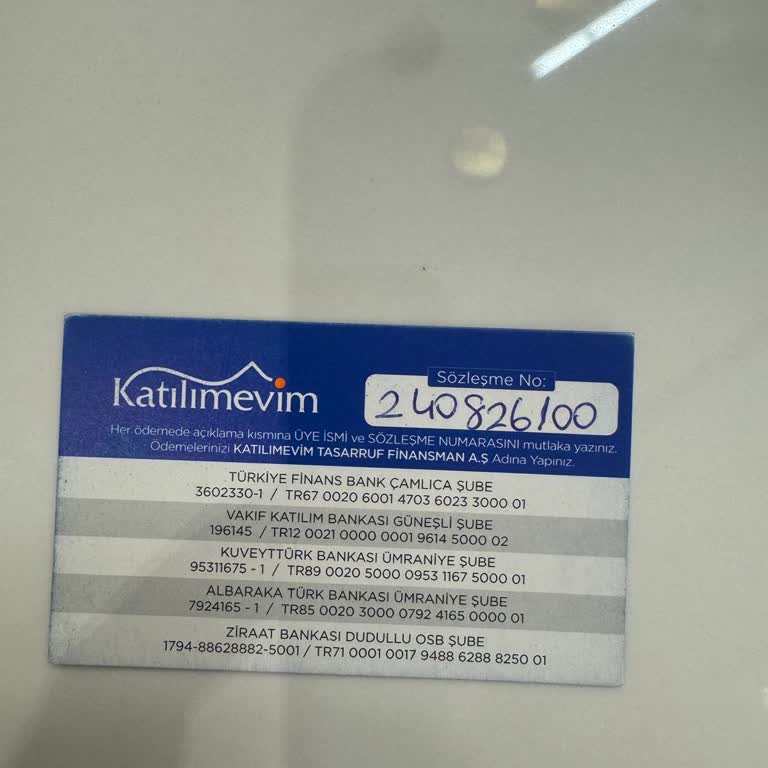 Katılımevim
Sözleşme No:
240826100
Her ödemede açıklama kısmına ÜYE İSMİ ve SÖZLEŞME NUMARASINI mutlaka yazınız.
Ödemelerinizi KATILIMEVİM TASARRUF FİNANSMAN A.Ş Adına Yapınız.
TÜRKİYE FİNANS BANK ÇAMLICA ŞUBE
3602330-1 / TR67 0020 6001 4703 6023 3000 01
VAKIF KATILIM BANKASI GÜNEŞLİ ŞUBE
196145 / TR12 0021 0000 0001 9614 5000 02
KUVEYTTÜRK BANKASI ÜMRANİYE ŞUBE
95311675 - 1 / TR89 0020 5000 0953 1167 5000 01
ALBARAKA TÜRK BANKASI ÜMRANİYE ŞUBE
7924165 - 1 / TR85 0020 3000 0792 4165 0000 01
ZİRAAT BANKASI DUDULLU OSB ŞUBE
1794-88628882-5001 / TR71 0001 0017 9488 6288 8250 01